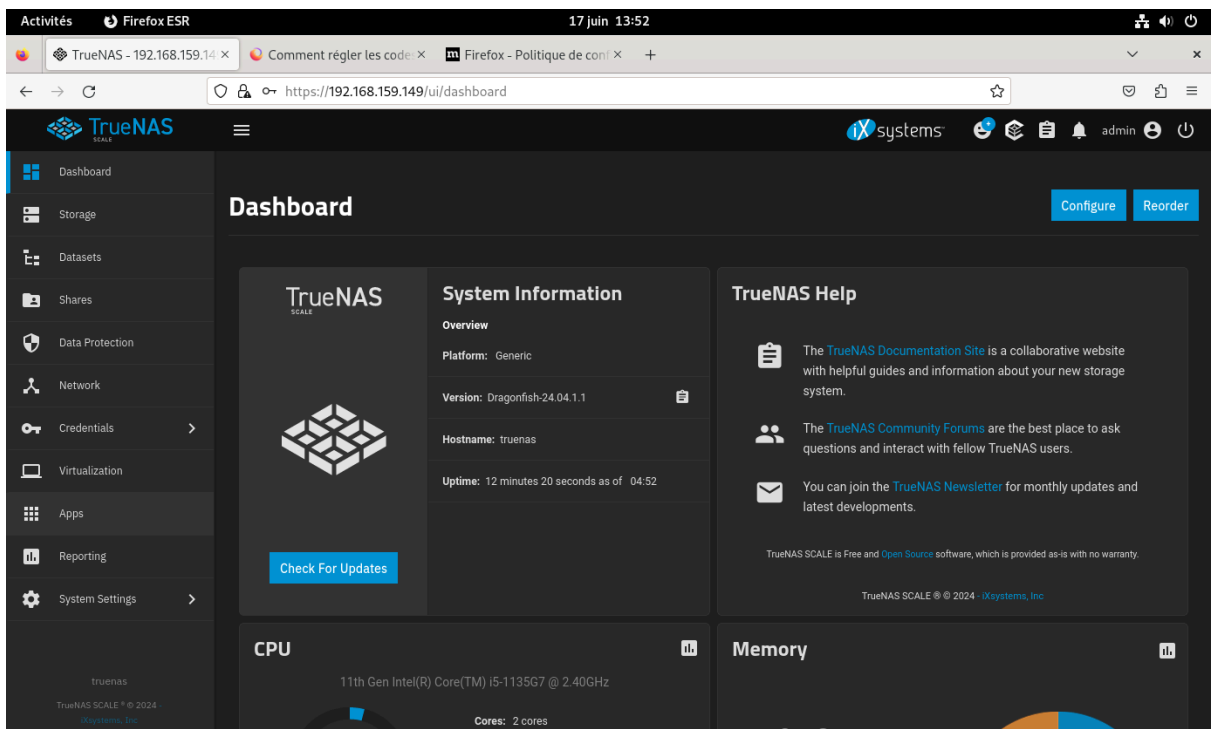 Activités Firefox ESR 17 juin 13:52
TrueNAS - 192.168.159.14 Comment régler les code Firefox - Politique de conf
https://192.168.159.149/ui/dashboard
TrueNAS SCALE iXsystems admin
Dashboard
Storage
Datasets
Shares
Data Protection
Network
Credentials
Virtualization
Apps
Reporting
System Settings
truenas
TrueNAS SCALE ® © 2024 -
iXsystems, Inc
Dashboard
Configure Reorder
TrueNAS
SCALE
Check For Updates
System Information
Overview
Platform: Generic
Version: Dragonfish-24.04.1.1
Hostname: truenas
Uptime: 12 minutes 20 seconds as of 04:52
TrueNAS Help
The TrueNAS Documentation Site is a collaborative website
with helpful guides and information about your new storage
system.
The TrueNAS Community Forums are the best place to ask
questions and interact with fellow TrueNAS users.
You can join the TrueNAS Newsletter for monthly updates and
latest developments.
TrueNAS SCALE is Free and Open Source software, which is provided as-is with no warranty.
TrueNAS SCALE ® © 2024 - iXsystems, Inc
CPU
11th Gen Intel(R) Core(TM) i5-1135G7 @ 2.40GHz
Cores: 2 cores
Memory